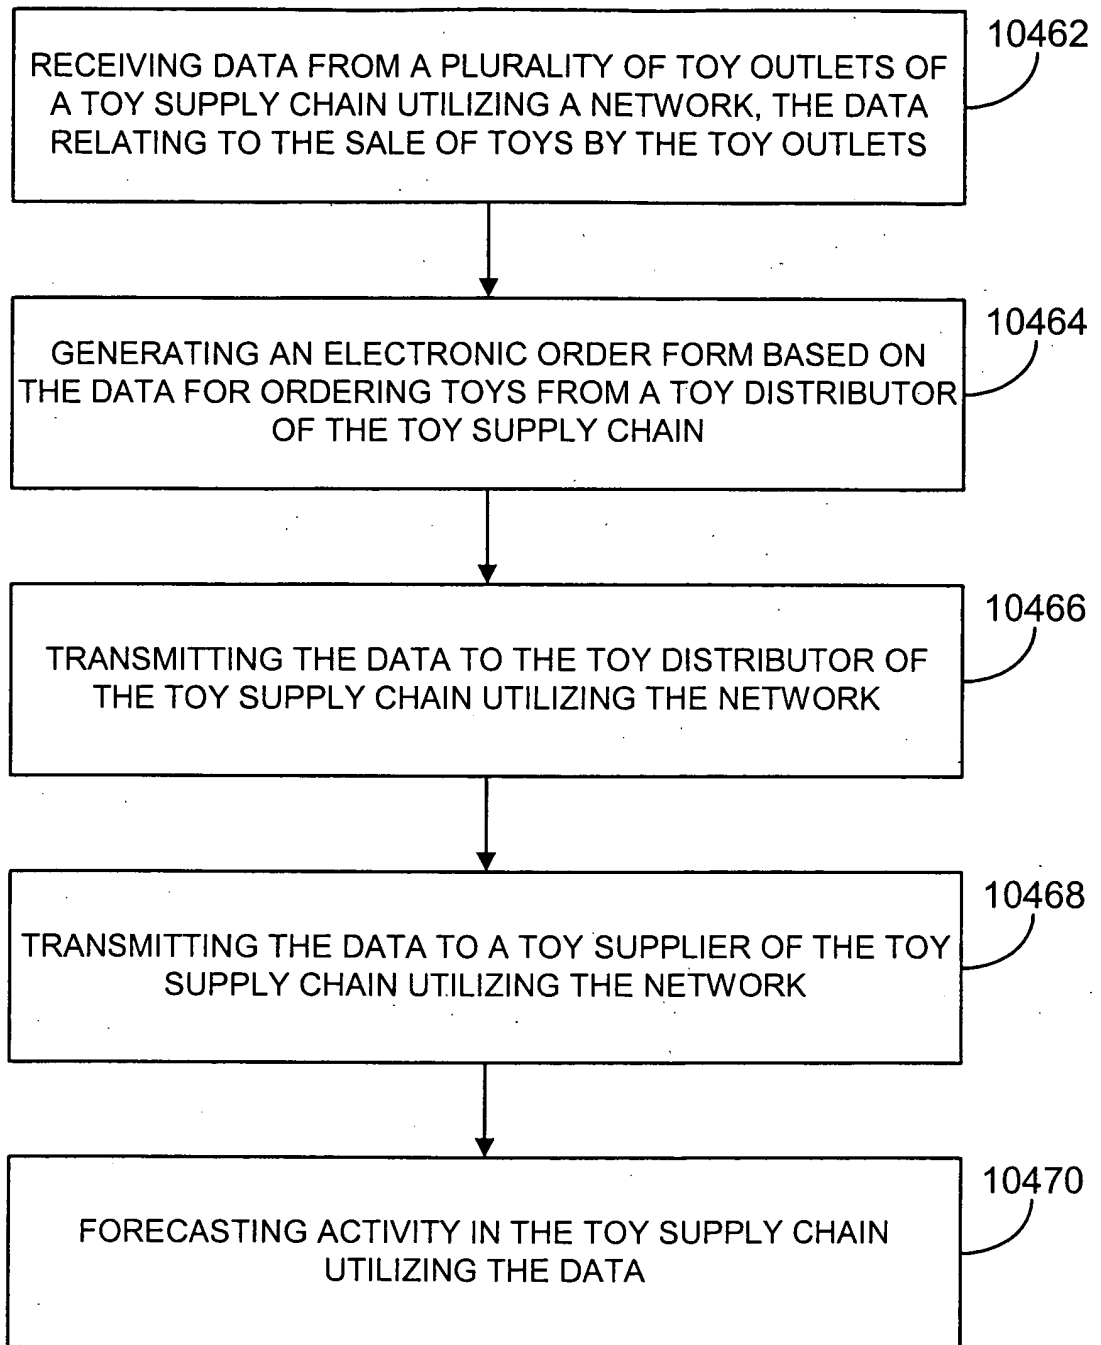 10462
RECEIVING DATA FROM A PLURALITY OF TOY OUTLETS OF
A TOY SUPPLY CHAIN UTILIZING A NETWORK, THE DATA
RELATING TO THE SALE OF TOYS BY THE TOY OUTLETS
10464
GENERATING AN ELECTRONIC ORDER FORM BASED ON
THE DATA FOR ORDERING TOYS FROM A TOY DISTRIBUTOR
OF THE TOY SUPPLY CHAIN
10466
TRANSMITTING THE DATA TO THE TOY DISTRIBUTOR OF
THE TOY SUPPLY CHAIN UTILIZING THE NETWORK
10468
TRANSMITTING THE DATA TO A TOY SUPPLIER OF THE TOY
SUPPLY CHAIN UTILIZING THE NETWORK
10470
FORECASTING ACTIVITY IN THE TOY SUPPLY CHAIN
UTILIZING THE DATA